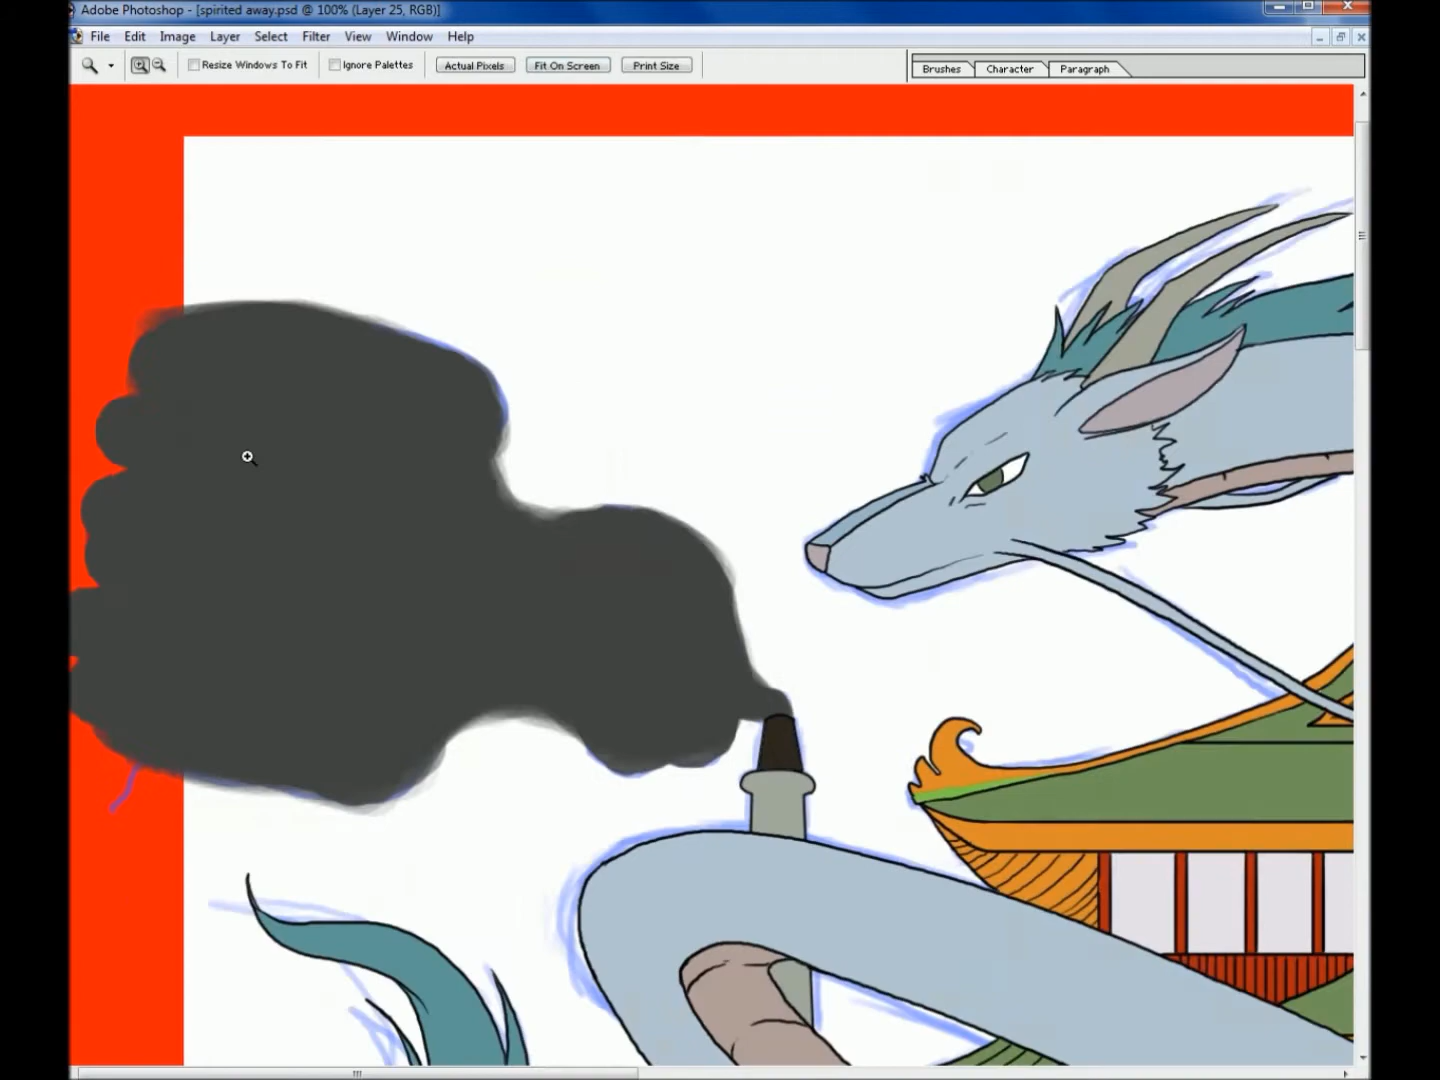 Adobe Photoshop - [spirited away.psd @ 100% (Layer 25, RGB)]
File Edit Image Layer Select Filter View Window Help
Resize Windows To Fit Ignore Palettes Actual Pixels Fit On Screen Print Size Brushes Character Paragraph